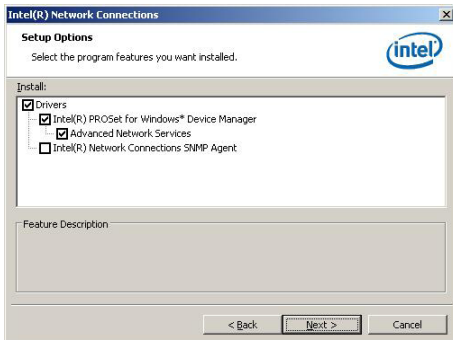 Intel(R) Network Connections
Setup Options
Select the program features you want installed.
intel
Install:
Drivers
Intel(R) PROSet for Windows* Device Manager
Advanced Network Services
Intel(R) Network Connections SNMP Agent
Feature Description
< Back
Next >
Cancel